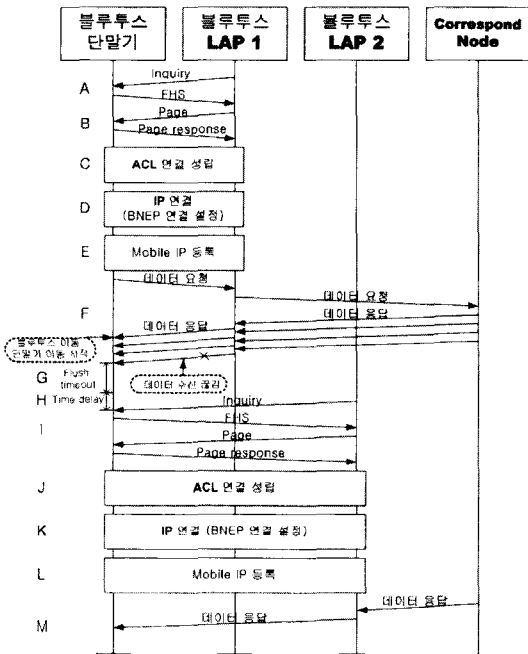 블루투스 단말기
블루투스 LAP 1
블루투스 LAP 2
Correspond Node
A
Inquiry
FHS
B
Page
Page response
C
ACL 연결 성립
D
IP 연결
(BNEP 연결 설정)
E
Mobile IP 등록
데이터 요청
데이터 요청
F
데이터 응답
데이터 응답
블루투스 이동
단말기 이동 시작
G
Flush
timeout
데이터 수신 끊김
H
Time delay
Inquiry
I
FHS
Page
Page response
J
ACL 연결 성립
K
IP 연결 (BNEP 연결 설정)
L
Mobile IP 등록
데이터 응답
M
데이터 응답